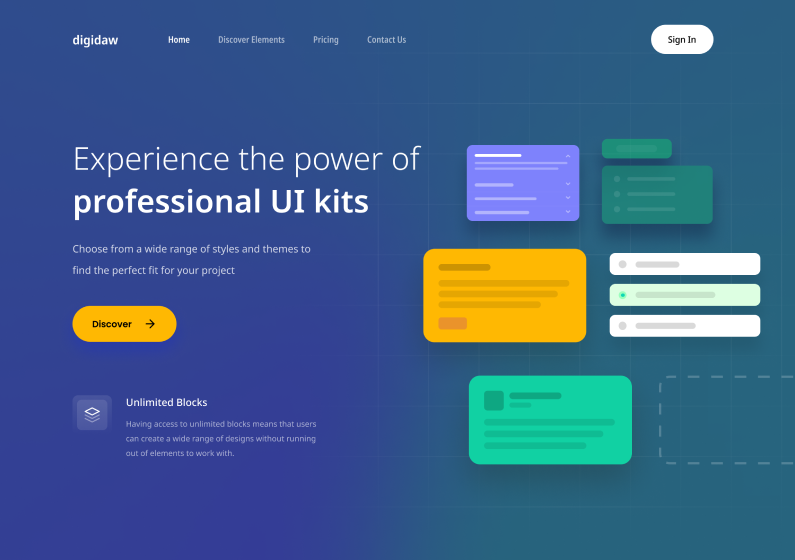 digidaw
Home
Discover Elements
Pricing
Contact Us
Sign In
Experience the power of
professional UI kits
Choose from a wide range of styles and themes to
find the perfect fit for your project
Discover
Unlimited Blocks
Having access to unlimited blocks means that users
can create a wide range of designs without running
out of elements to work with.